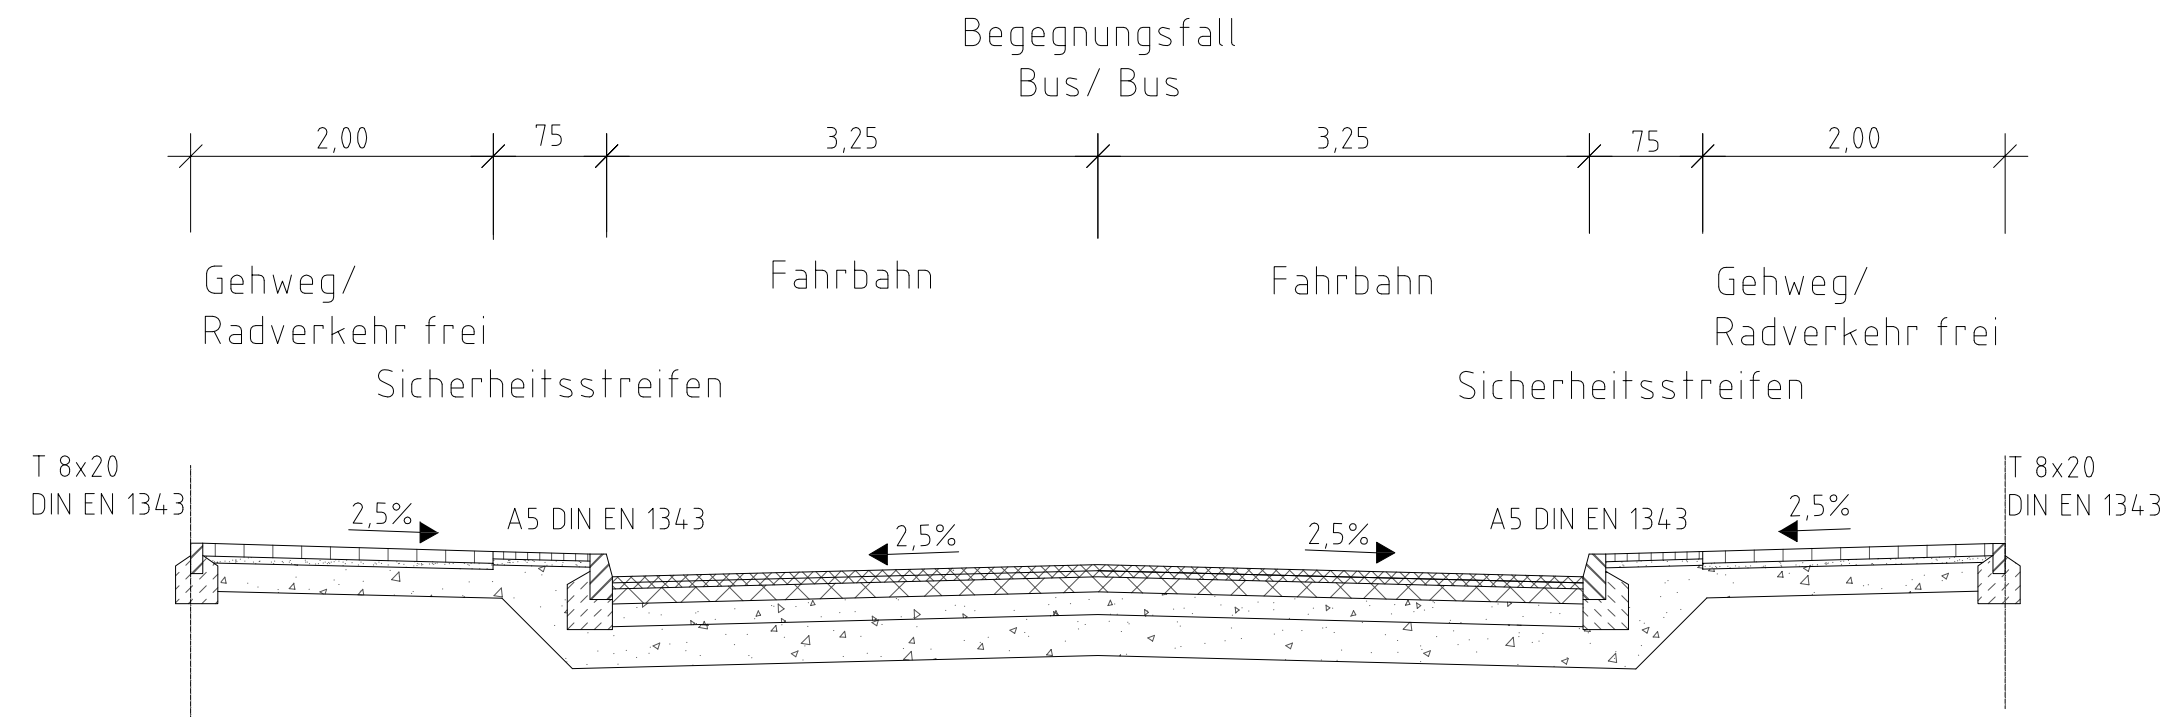 Begegnungsfall
Bus/ Bus
2,00 75 3,25 3,25 75 2,00
Gehweg/
Radverkehr frei
Sicherheitsstreifen
Fahrbahn
Fahrbahn
Gehweg/
Radverkehr frei
Sicherheitsstreifen
T 8x20
DIN EN 1343
2,5%
A5 DIN EN 1343
2,5%
2,5%
A5 DIN EN 1343
2,5%
T 8x20
DIN EN 1343